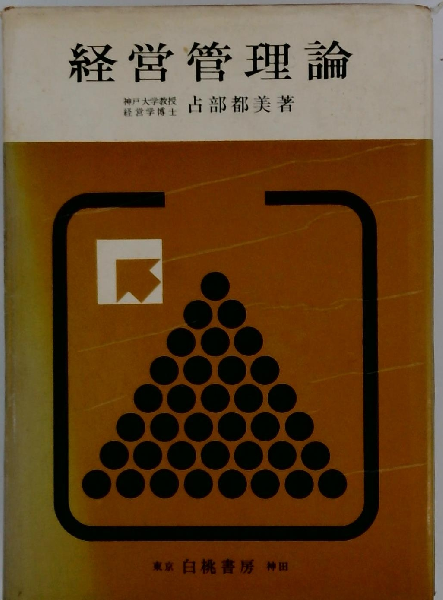 経営管理論
神戸大学教授
経営学博士 占部都美著
東京 白桃書房 神田